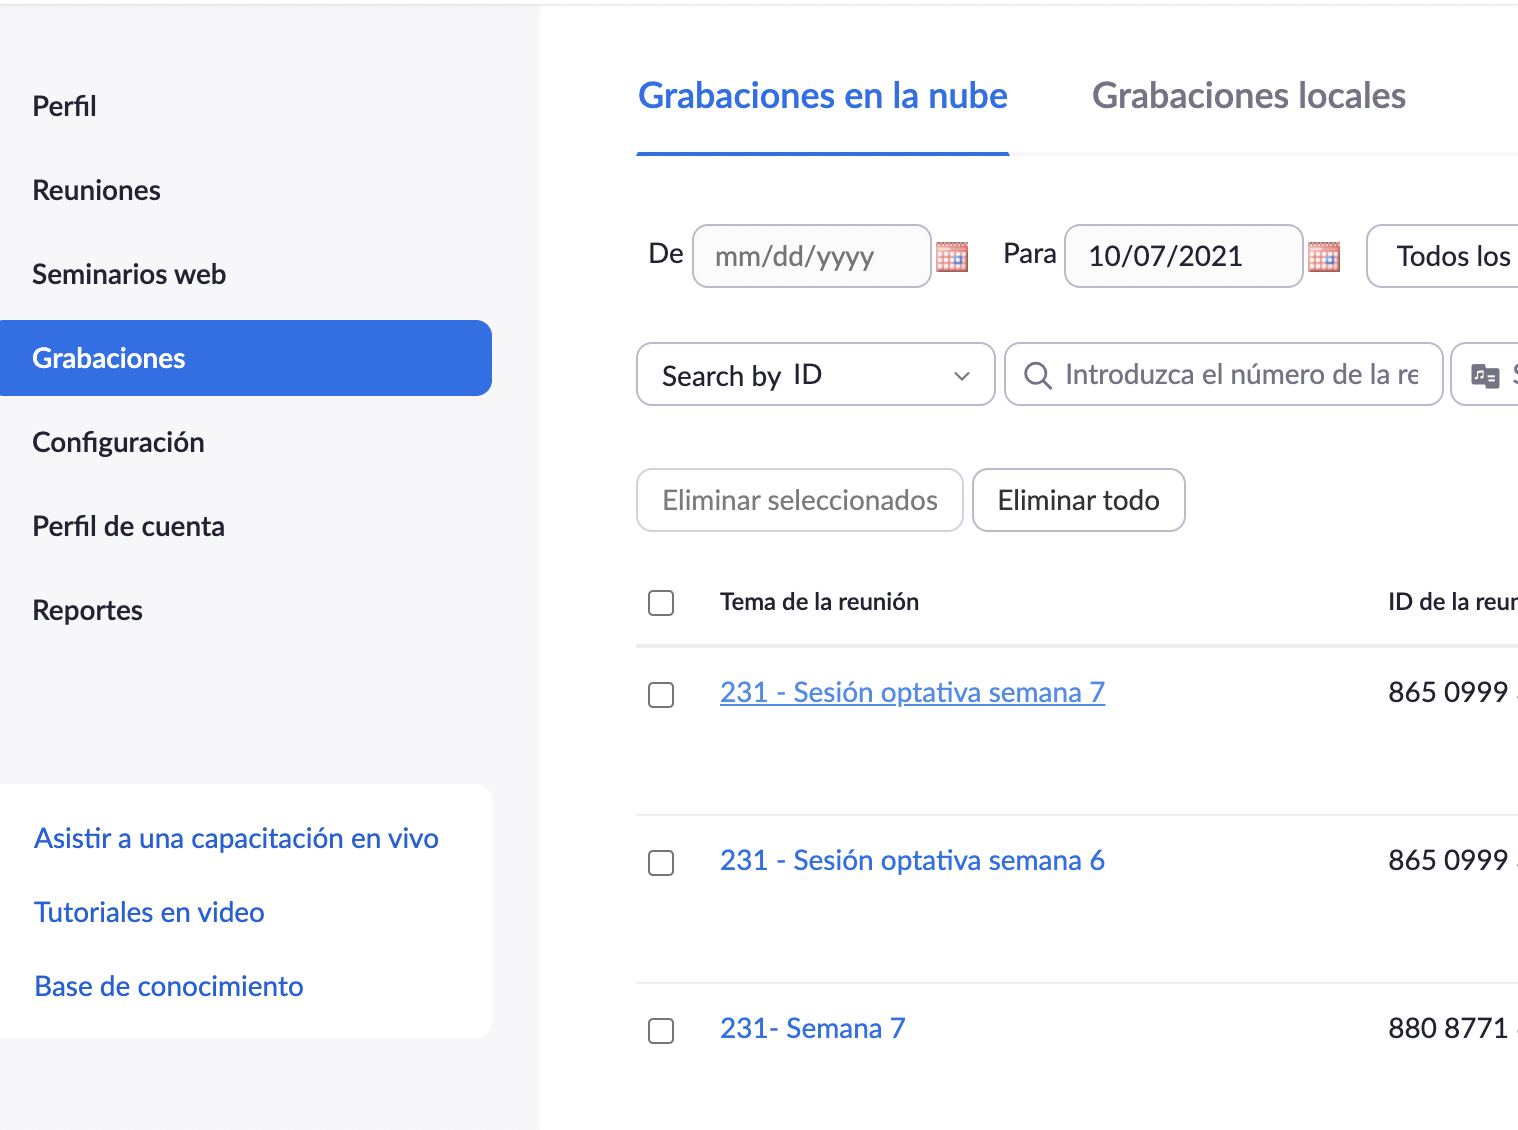 Perfil
Reuniones
Seminarios web
Grabaciones
Configuración
Perfil de cuenta
Reportes
Asistir a una capacitación en vivo
Tutoriales en video
Base de conocimiento
Grabaciones en la nube Grabaciones locales
De mm/dd/yyyy Para 10/07/2021 Todos los
Search by ID Introduzca el número de la
Eliminar seleccionados Eliminar todo
Tema de la reunión ID de la
231 - Sesión optativa semana 7 865 0999
231 - Sesión optativa semana 6 865 0999
231- Semana 7 880 8771